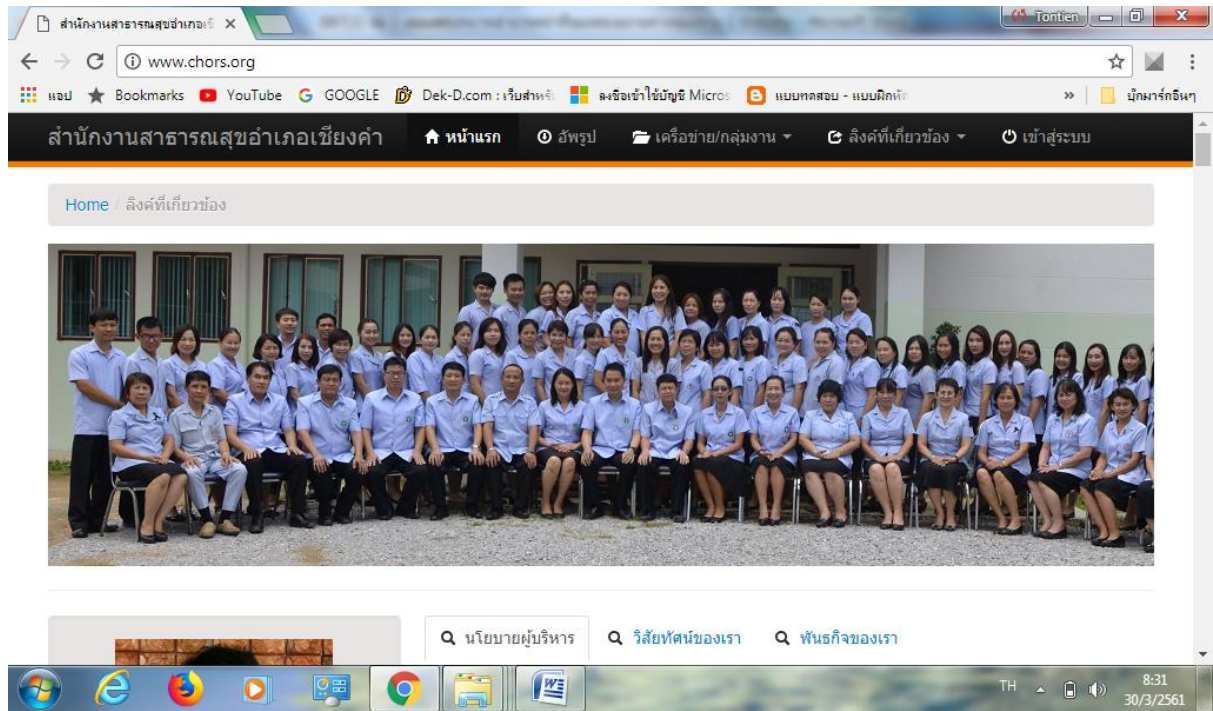 สำนักงานสาธารณสุขอำเภอเชี
Tontien
www.chors.org
แอป Bookmarks YouTube GOOGLE Dek-D.com : เว็บสำหรั ลงชื่อเข้าใช้บัญชี Micros แบบทดสอบ - แบบฝึกหัด » บุ๊กมาร์กอื่นๆ
สำนักงานสาธารณสุขอำเภอเชียงคำ หน้าแรก อัพรูป เครือข่าย/กลุ่มงาน ลิงค์ที่เกี่ยวข้อง เข้าสู่ระบบ
Home / ลิงค์ที่เกี่ยวข้อง
นโยบายผู้บริหาร วิสัยทัศน์ของเรา พันธกิจของเรา
TH 8:31
30/3/2561